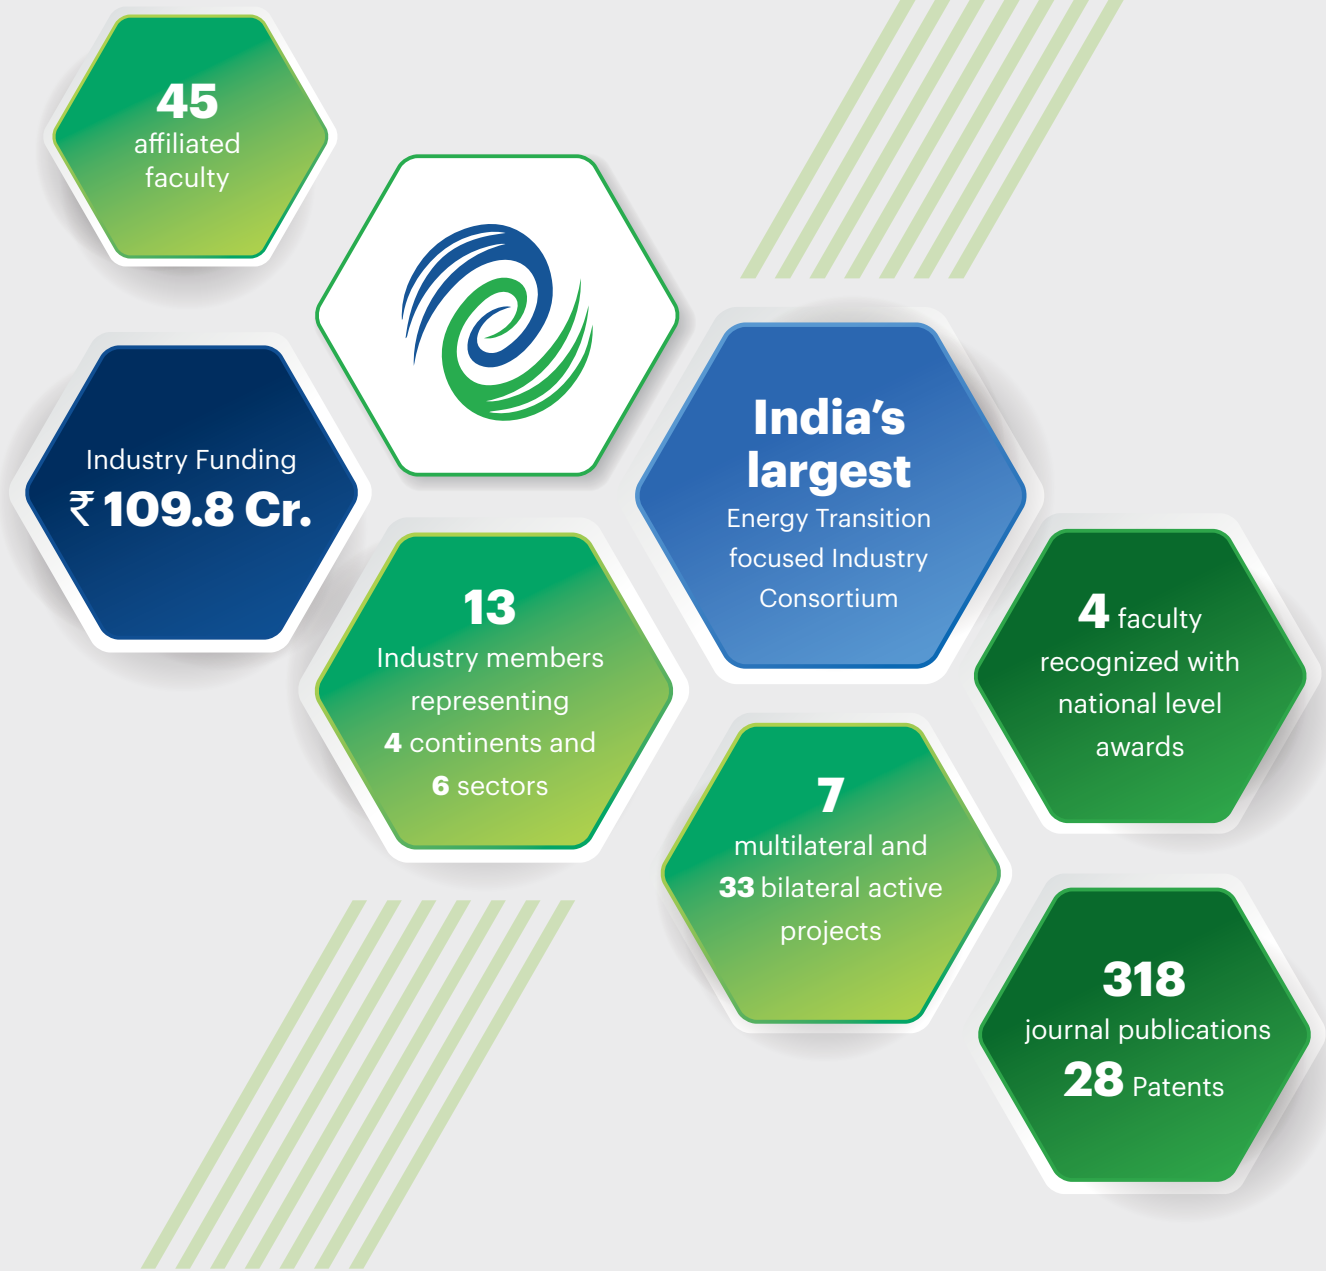 45
affiliated
faculty
Industry Funding
₹ 109.8 Cr.
India’s
largest
Energy Transition
focused Industry
Consortium
13
Industry members
representing
4 continents and
6 sectors
4 faculty
recognized with
national level
awards
7
multilateral and
33 bilateral active
projects
318
journal publications
28 Patents